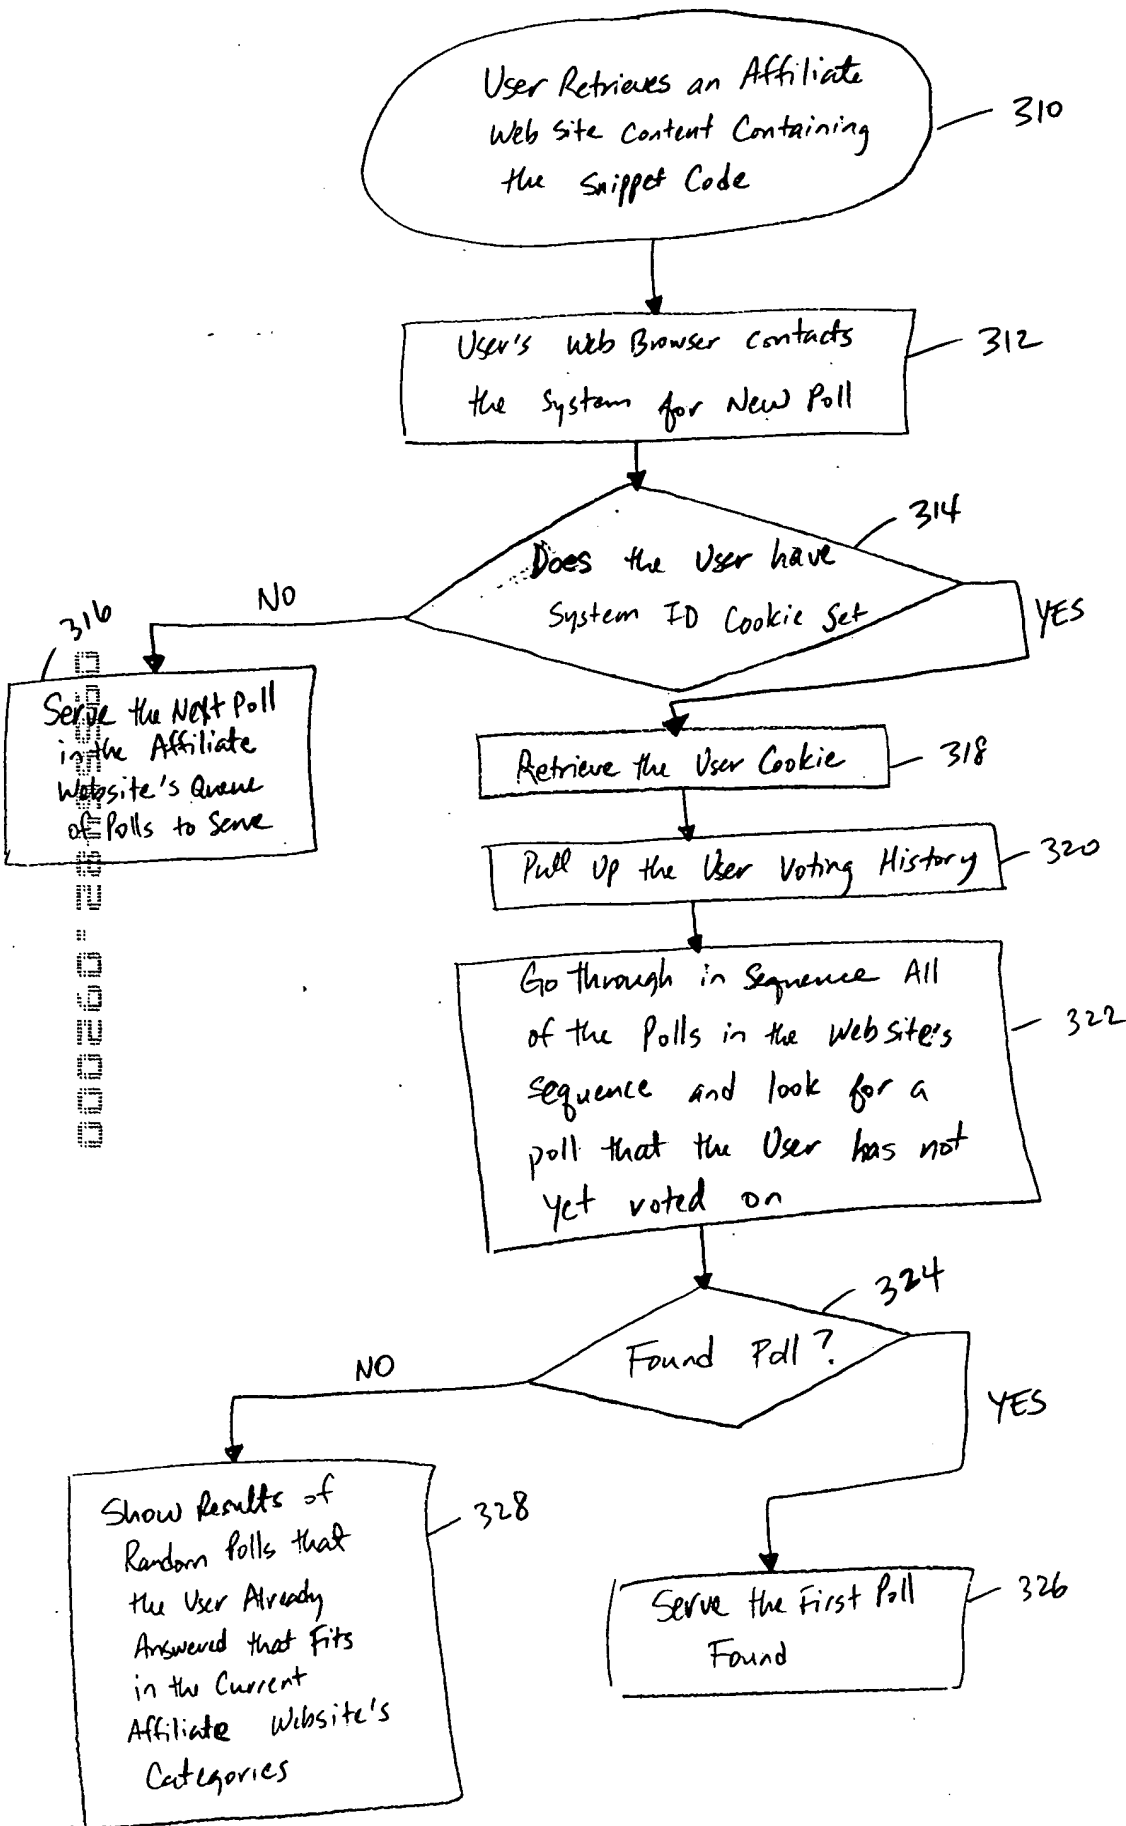 User Retrieves an Affiliate
Web Site Content Containing
the Snippet Code
310
User's Web Browser Contacts
the System for New Poll
312
Does the User have
System ID Cookie Set
314
NO
YES
316
Serve the Next Poll
in the Affiliate
Website's Queue
of Polls to Serve
Retrieve the User Cookie
318
Pull Up the User Voting History
320
Go through in Sequence All
of the Polls in the Website's
sequence and look for a
poll that the User has not
yet voted on
322
Found Poll?
324
NO
YES
Show Results of
Random Polls that
the User Already
Answered that Fits
in the Current
Affiliate Website's
Categories
328
Serve the First Poll
Found
326